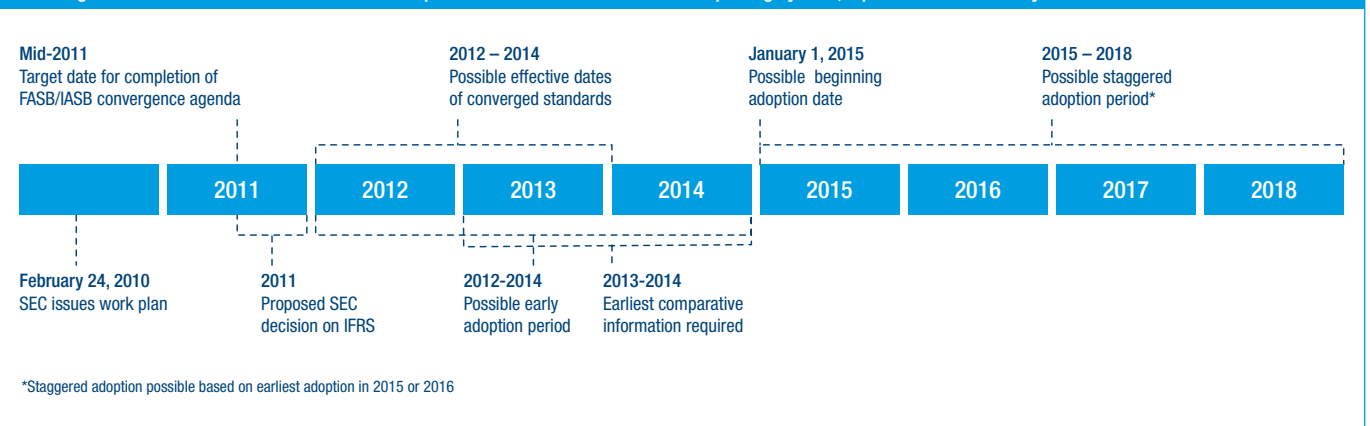 Mid-2011
Target date for completion of
FASB/IASB convergence agenda
2012 – 2014
Possible effective dates
of converged standards
January 1, 2015
Possible beginning
adoption date
2015 – 2018
Possible staggered
adoption period*
2011
2012
2013
2014
2015
2016
2017
2018
February 24, 2010
SEC issues work plan
2011
Proposed SEC
decision on IFRS
2012-2014
Possible early
adoption period
2013-2014
Earliest comparative
information required
*Staggered adoption possible based on earliest adoption in 2015 or 2016